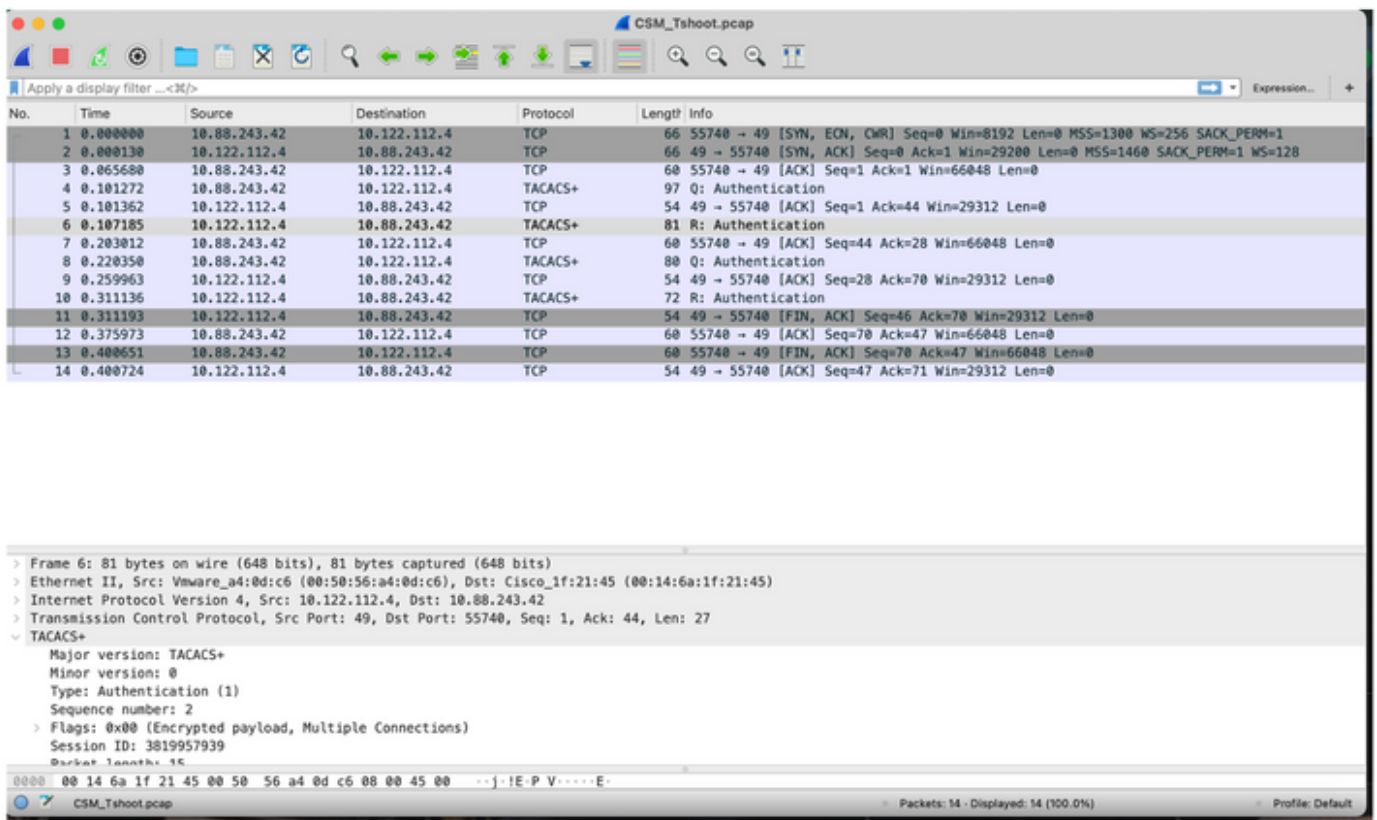 CSM_Tshoot.pcap
Apply a display filter ...<⌘/>
Expression...
+
No. Time Source Destination Protocol Length Info
1 0.000000 10.88.243.42 10.122.112.4 TCP 66 55740 → 49 [SYN, ECN, CWR] Seq=0 Win=8192 Len=0 MSS=1300 WS=256 SACK_PERM=1
2 0.000130 10.122.112.4 10.88.243.42 TCP 66 49 → 55740 [SYN, ACK] Seq=0 Ack=1 Win=29200 Len=0 MSS=1460 SACK_PERM=1 WS=128
3 0.065680 10.88.243.42 10.122.112.4 TCP 60 55740 → 49 [ACK] Seq=1 Ack=1 Win=66048 Len=0
4 0.101272 10.88.243.42 10.122.112.4 TACACS+ 97 Q: Authentication
5 0.101362 10.122.112.4 10.88.243.42 TCP 54 49 → 55740 [ACK] Seq=1 Ack=44 Win=29312 Len=0
6 0.107185 10.122.112.4 10.88.243.42 TACACS+ 81 R: Authentication
7 0.203012 10.88.243.42 10.122.112.4 TCP 60 55740 → 49 [ACK] Seq=44 Ack=28 Win=66048 Len=0
8 0.220350 10.88.243.42 10.122.112.4 TACACS+ 80 Q: Authentication
9 0.259963 10.122.112.4 10.88.243.42 TCP 54 49 → 55740 [ACK] Seq=28 Ack=70 Win=29312 Len=0
10 0.311136 10.122.112.4 10.88.243.42 TACACS+ 72 R: Authentication
11 0.311193 10.122.112.4 10.88.243.42 TCP 54 49 → 55740 [FIN, ACK] Seq=46 Ack=70 Win=29312 Len=0
12 0.375973 10.88.243.42 10.122.112.4 TCP 60 55740 → 49 [ACK] Seq=70 Ack=47 Win=66048 Len=0
13 0.400651 10.88.243.42 10.122.112.4 TCP 60 55740 → 49 [FIN, ACK] Seq=70 Ack=47 Win=66048 Len=0
14 0.400724 10.122.112.4 10.88.243.42 TCP 54 49 → 55740 [ACK] Seq=47 Ack=71 Win=29312 Len=0
Frame 6: 81 bytes on wire (648 bits), 81 bytes captured (648 bits)
Ethernet II, Src: Vmware_a4:0d:c6 (00:50:56:a4:0d:c6), Dst: Cisco_1f:21:45 (00:14:6a:1f:21:45)
Internet Protocol Version 4, Src: 10.122.112.4, Dst: 10.88.243.42
Transmission Control Protocol, Src Port: 49, Dst Port: 55740, Seq: 1, Ack: 44, Len: 27
TACACS+
Major version: TACACS+
Minor version: 0
Type: Authentication (1)
Sequence number: 2
Flags: 0x00 (Encrypted payload, Multiple Connections)
Session ID: 3819957939
Packet length: 15
0000 00 14 6a 1f 21 45 00 50 56 a4 0d c6 08 00 45 00 ··j·!E·P V·····E·
CSM_Tshoot.pcap
Packets: 14 · Displayed: 14 (100.0%)
Profile: Default